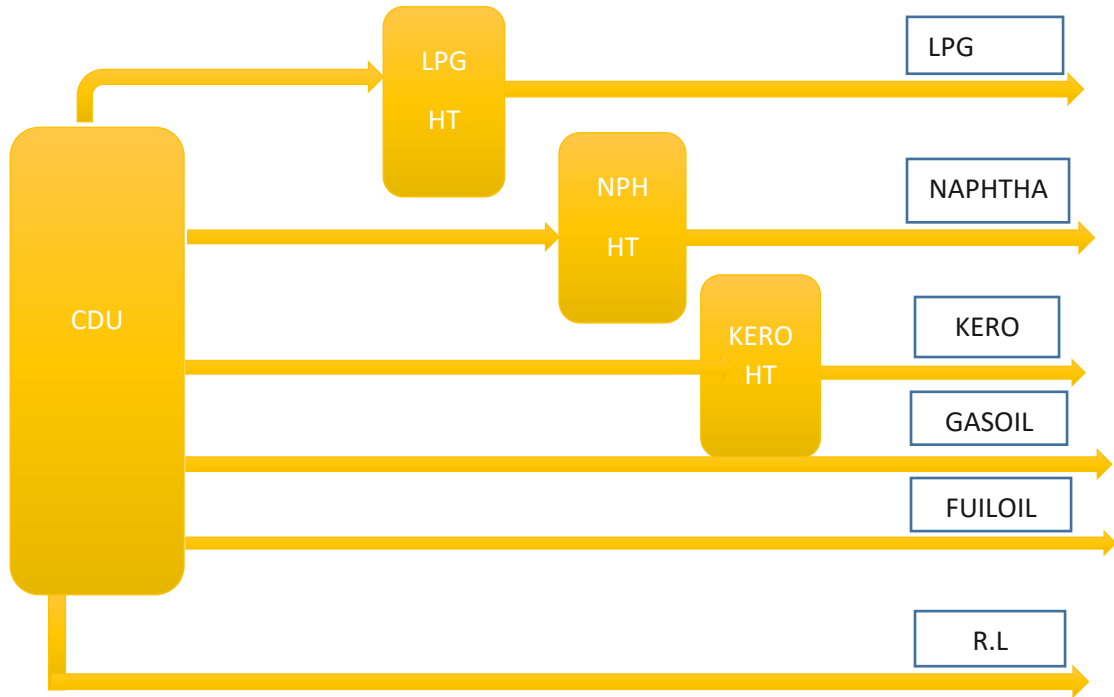 LPG
HT
LPG
NPH
HT
NAPHTHA
CDU
KERO
HT
KERO
GASOIL
FUILOIL
R.L